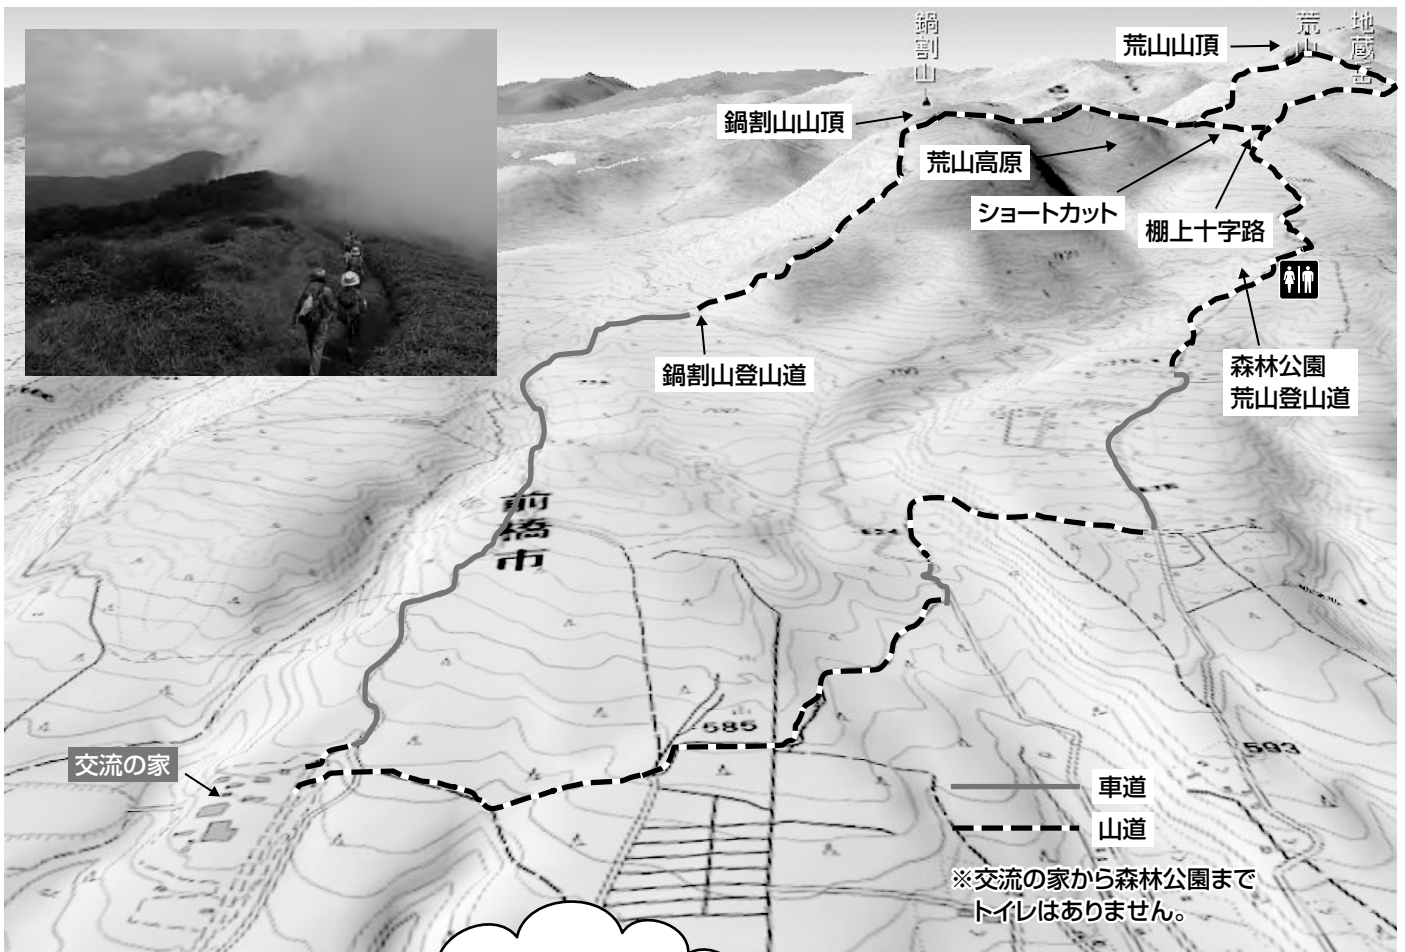 鍋割山
荒山
地蔵岳
荒山山頂
鍋割山山頂
荒山高原
ショートカット
棚上十字路
鍋割山登山道
森林公園
荒山登山道
前橋市
585
593
交流の家
車道
山道
※交流の家から森林公園まで
トイレはありません。